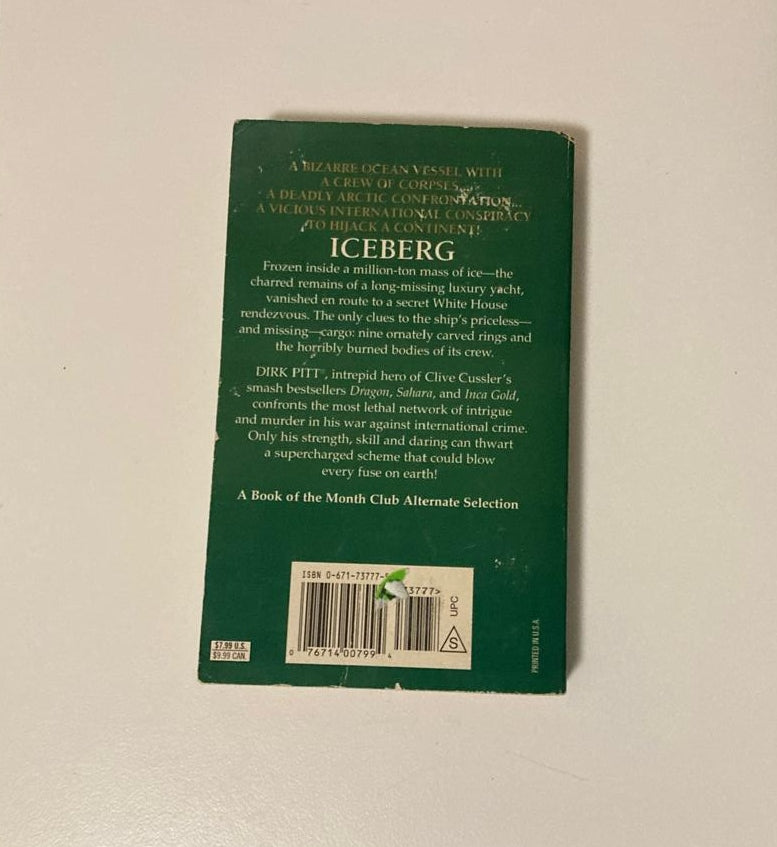 A BIZARRE OCEAN VESSEL WITH
A CREW OF CORPSES...
A DEADLY ARCTIC CONFRONTATION...
A VICIOUS INTERNATIONAL CONSPIRACY
TO HIJACK A CONTINENT!
ICEBERG
Frozen inside a million-ton mass of ice—the
charred remains of a long-missing luxury yacht,
vanished en route to a secret White House
rendezvous. The only clues to the ship's priceless—
and missing—cargo: nine ornately carved rings and
the horribly burned bodies of its crew.
DIRK PITT®, intrepid hero of Clive Cussler's
smash bestsellers Dragon, Sahara, and Inca Gold,
confronts the most lethal network of intrigue
and murder in his war against international crime.
Only his strength, skill and daring can thwart
a supercharged scheme that could blow
every fuse on earth!
A Book of the Month Club Alternate Selection
ISBN 0-671-73777-
73777>
UPC
S
0 76714 00799 4
$7.99 U.S.
$9.99 CAN.
PRINTED IN U.S.A.